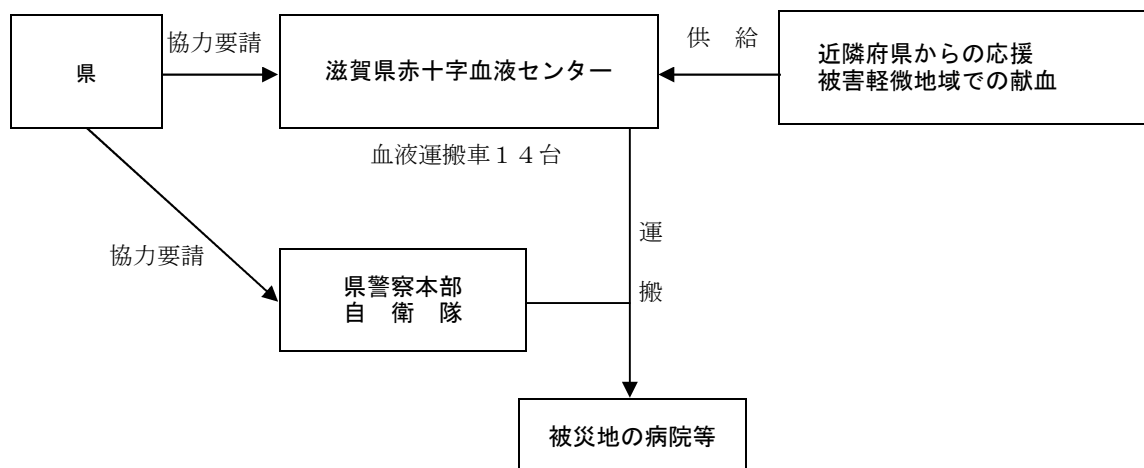 協力要請
供　給
県
滋賀県赤十字血液センター
近隣府県からの応援
被害軽微地域での献血
血液運搬車１４台
協力要請
運
搬
県警察本部
自　衛　隊
被災地の病院等